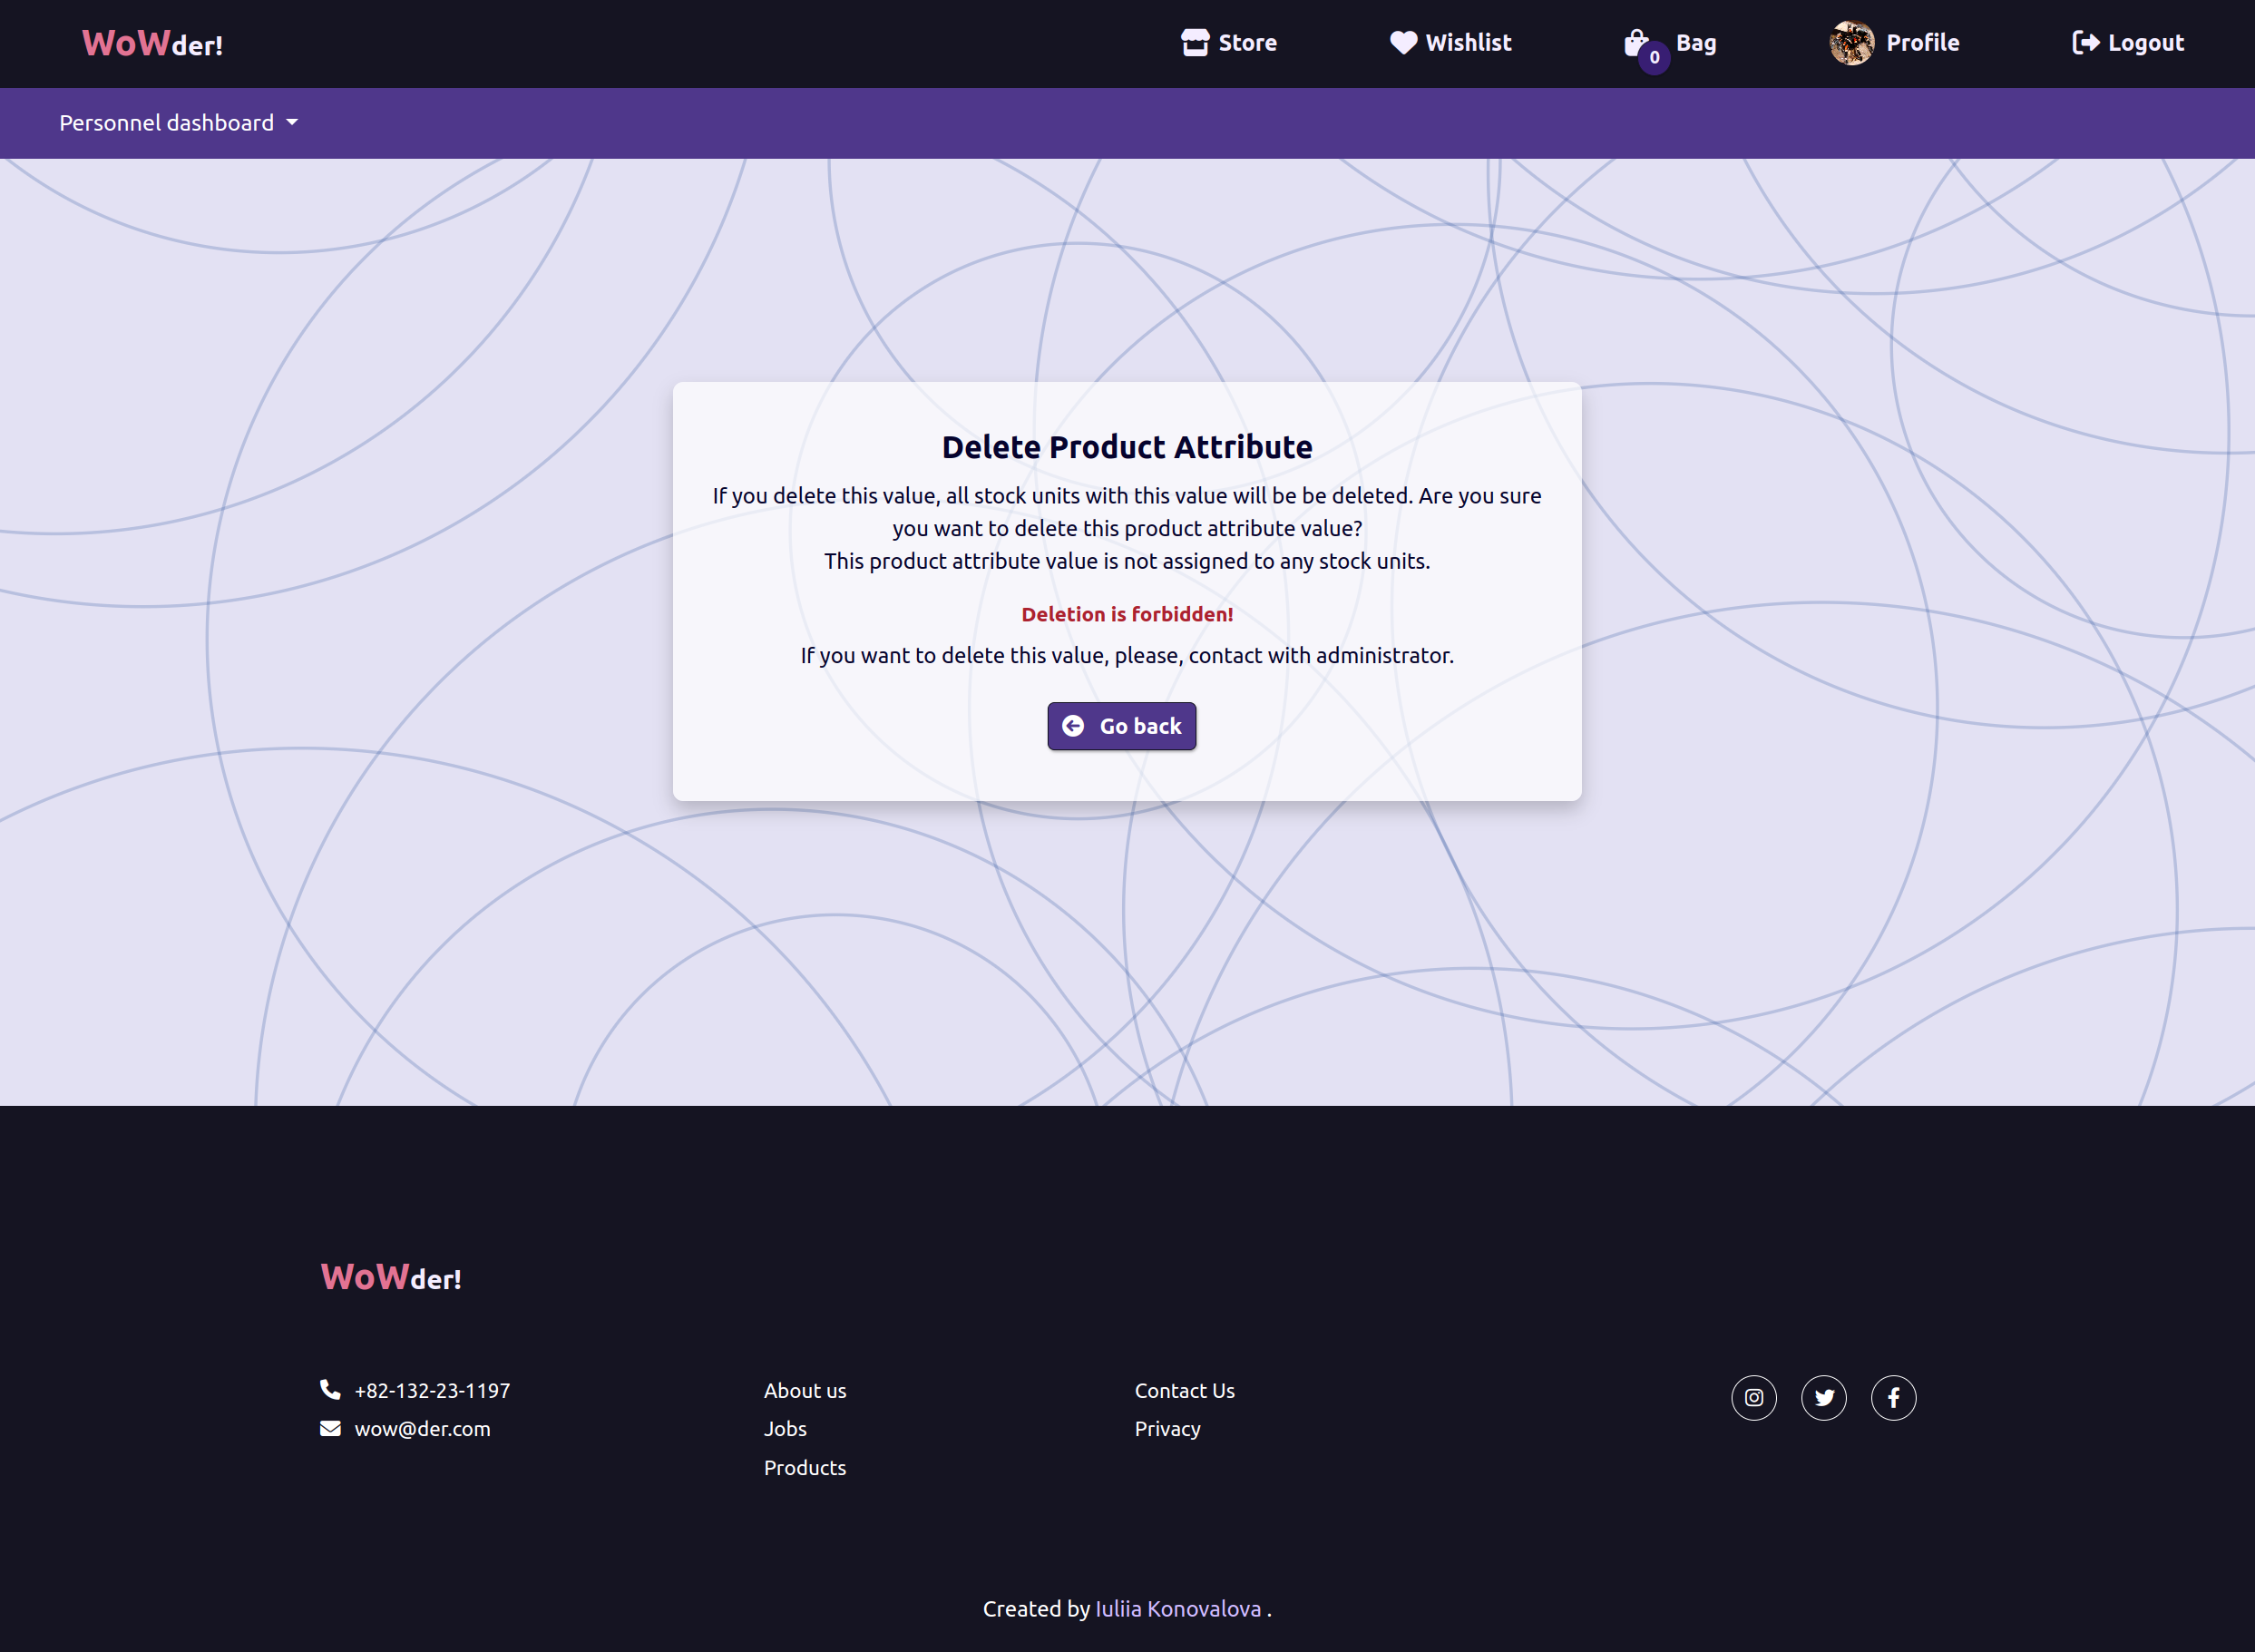 WoWder!
Store
Wishlist
0
Bag
Profile
Logout
Personnel dashboard
Delete Product Attribute
If you delete this value, all stock units with this value will be be deleted. Are you sure
you want to delete this product attribute value?
This product attribute value is not assigned to any stock units.
Deletion is forbidden!
If you want to delete this value, please, contact with administrator.
Go back
WoWder!
+82-132-23-1197
wow@der.com
About us
Jobs
Products
Contact Us
Privacy
Created by Iuliia Konovalova .